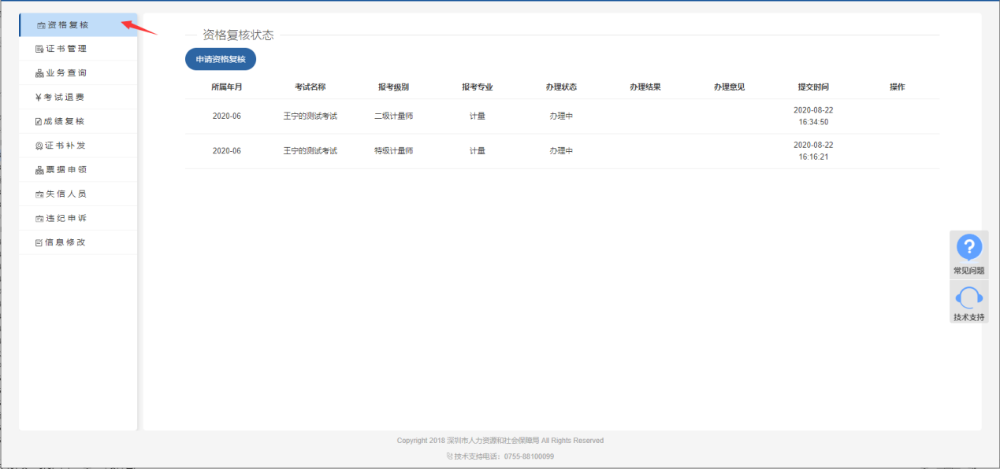 资格复核
证书管理
业务查询
考试退费
成绩复核
证书补发
票据申领
失信人员
违纪申诉
信息修改
资格复核状态
申请资格复核
所属年月 考试名称 报考级别 报考专业 办理状态 办理结果 办理意见 提交时间 操作
2020-06 王宁的测试考试 二级计量师 计量 办理中 2020-08-22
16:34:50
2020-06 王宁的测试考试 特级计量师 计量 办理中 2020-08-22
16:16:21
?
常见问题
技术支持
Copyright 2018 深圳市人力资源和社会保障局 All Rights Reserved
技术支持电话：0755-88100099